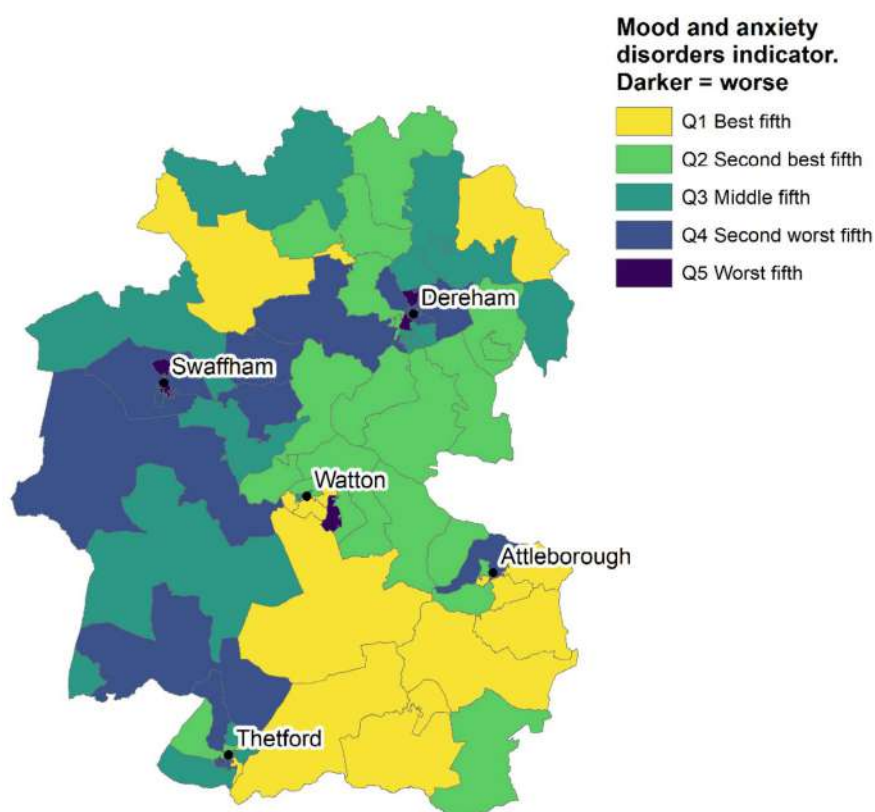 Mood and anxiety
disorders indicator.
Darker = worse
Q1 Best fifth
Q2 Second best fifth
Q3 Middle fifth
Q4 Second worst fifth
Q5 Worst fifth
Dereham
Swaffham
Watton
Attleborough
Thetford